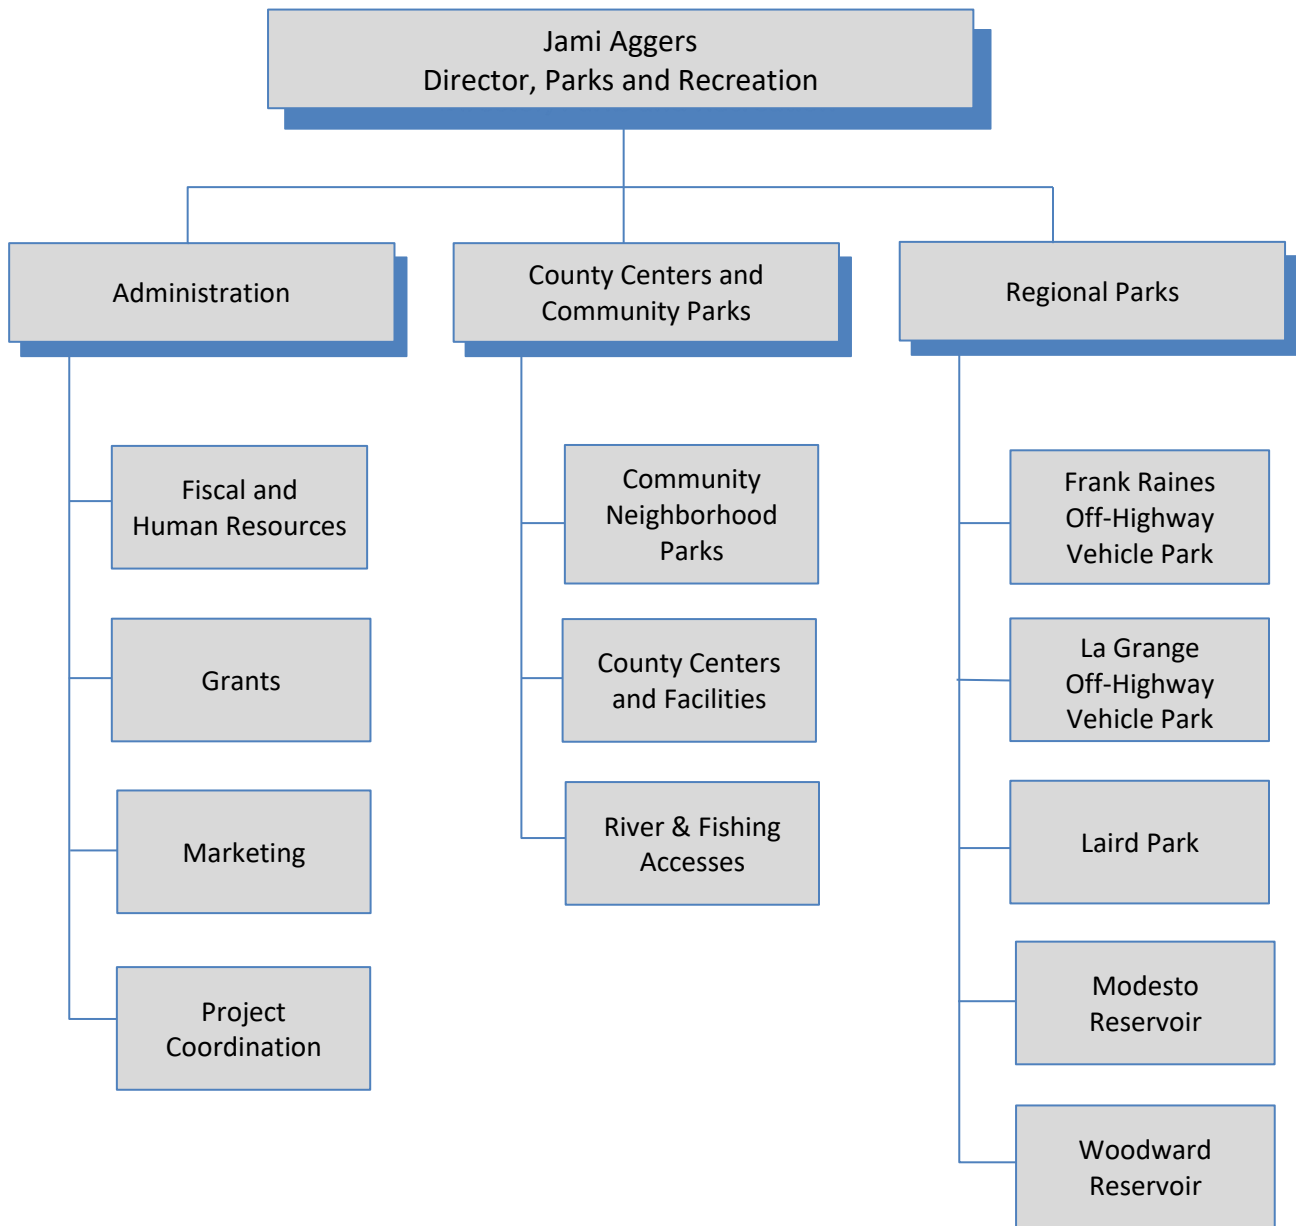 Jami Aggers
Director, Parks and Recreation
Administration
County Centers and
Community Parks
Regional Parks
Fiscal and
Human Resources
Grants
Marketing
Project
Coordination
Community
Neighborhood
Parks
County Centers
and Facilities
River & Fishing
Accesses
Frank Raines
Off-Highway
Vehicle Park
La Grange
Off-Highway
Vehicle Park
Laird Park
Modesto
Reservoir
Woodward
Reservoir